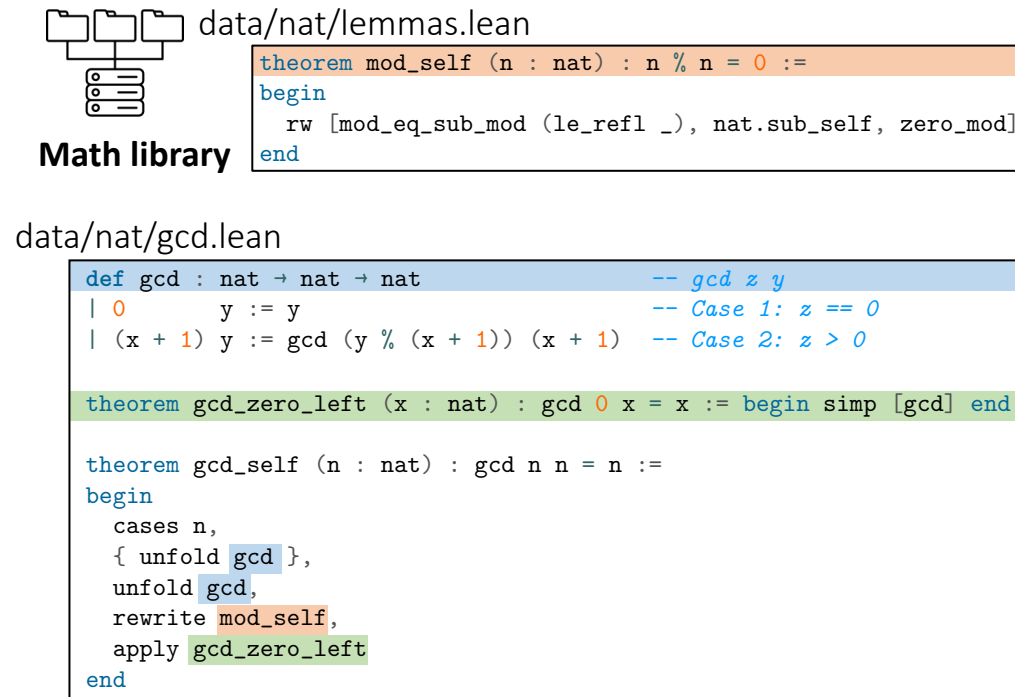 data/nat/lemmas.lean
theorem mod_self (n : nat) : n % n = 0 :=
begin
  rw [mod_eq_sub_mod (le_refl _), nat.sub_self, zero_mod]
end
Math library
data/nat/gcd.lean
def gcd : nat → nat → nat -- gcd z y
| 0 y := y -- Case 1: z == 0
| (x + 1) y := gcd (y % (x + 1)) (x + 1) -- Case 2: z > 0
theorem gcd_zero_left (x : nat) : gcd 0 x = x := begin simp [gcd] end
theorem gcd_self (n : nat) : gcd n n = n :=
begin
  cases n,
  { unfold gcd },
  unfold gcd,
  rewrite mod_self,
  apply gcd_zero_left
end